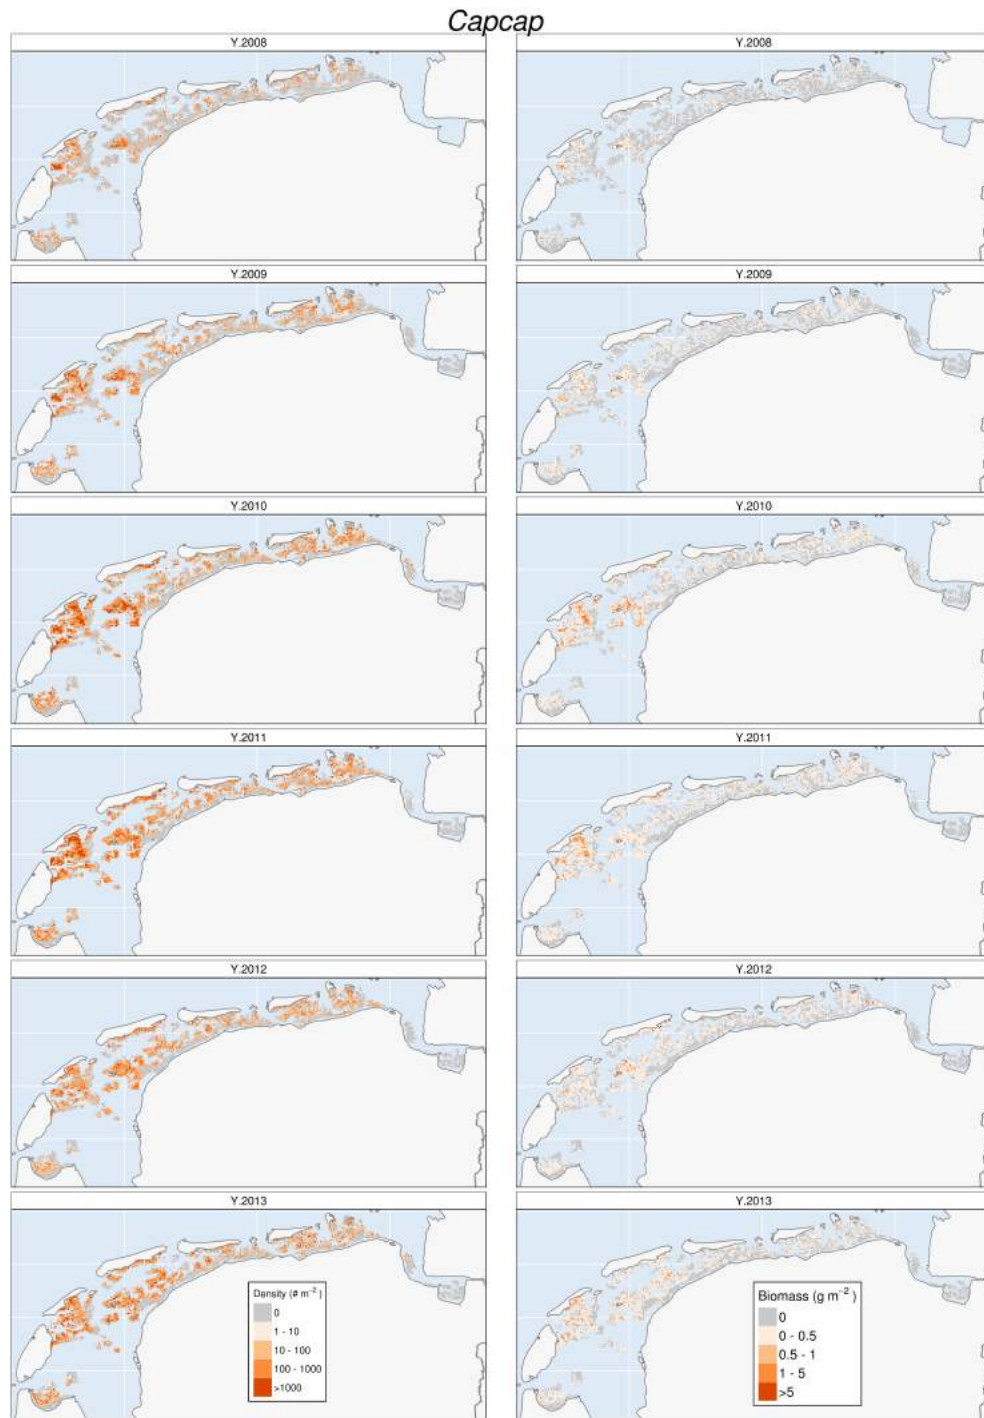 Capcap
Y.2008
Y.2008
Y.2009
Y.2009
Y.2010
Y.2010
Y.2011
Y.2011
Y.2012
Y.2012
Y.2013
Y.2013
Density (# m⁻²)
0
1 - 10
10 - 100
100 - 1000
>1000
Biomass (g m⁻²)
0
0 - 0.5
0.5 - 1
1 - 5
>5